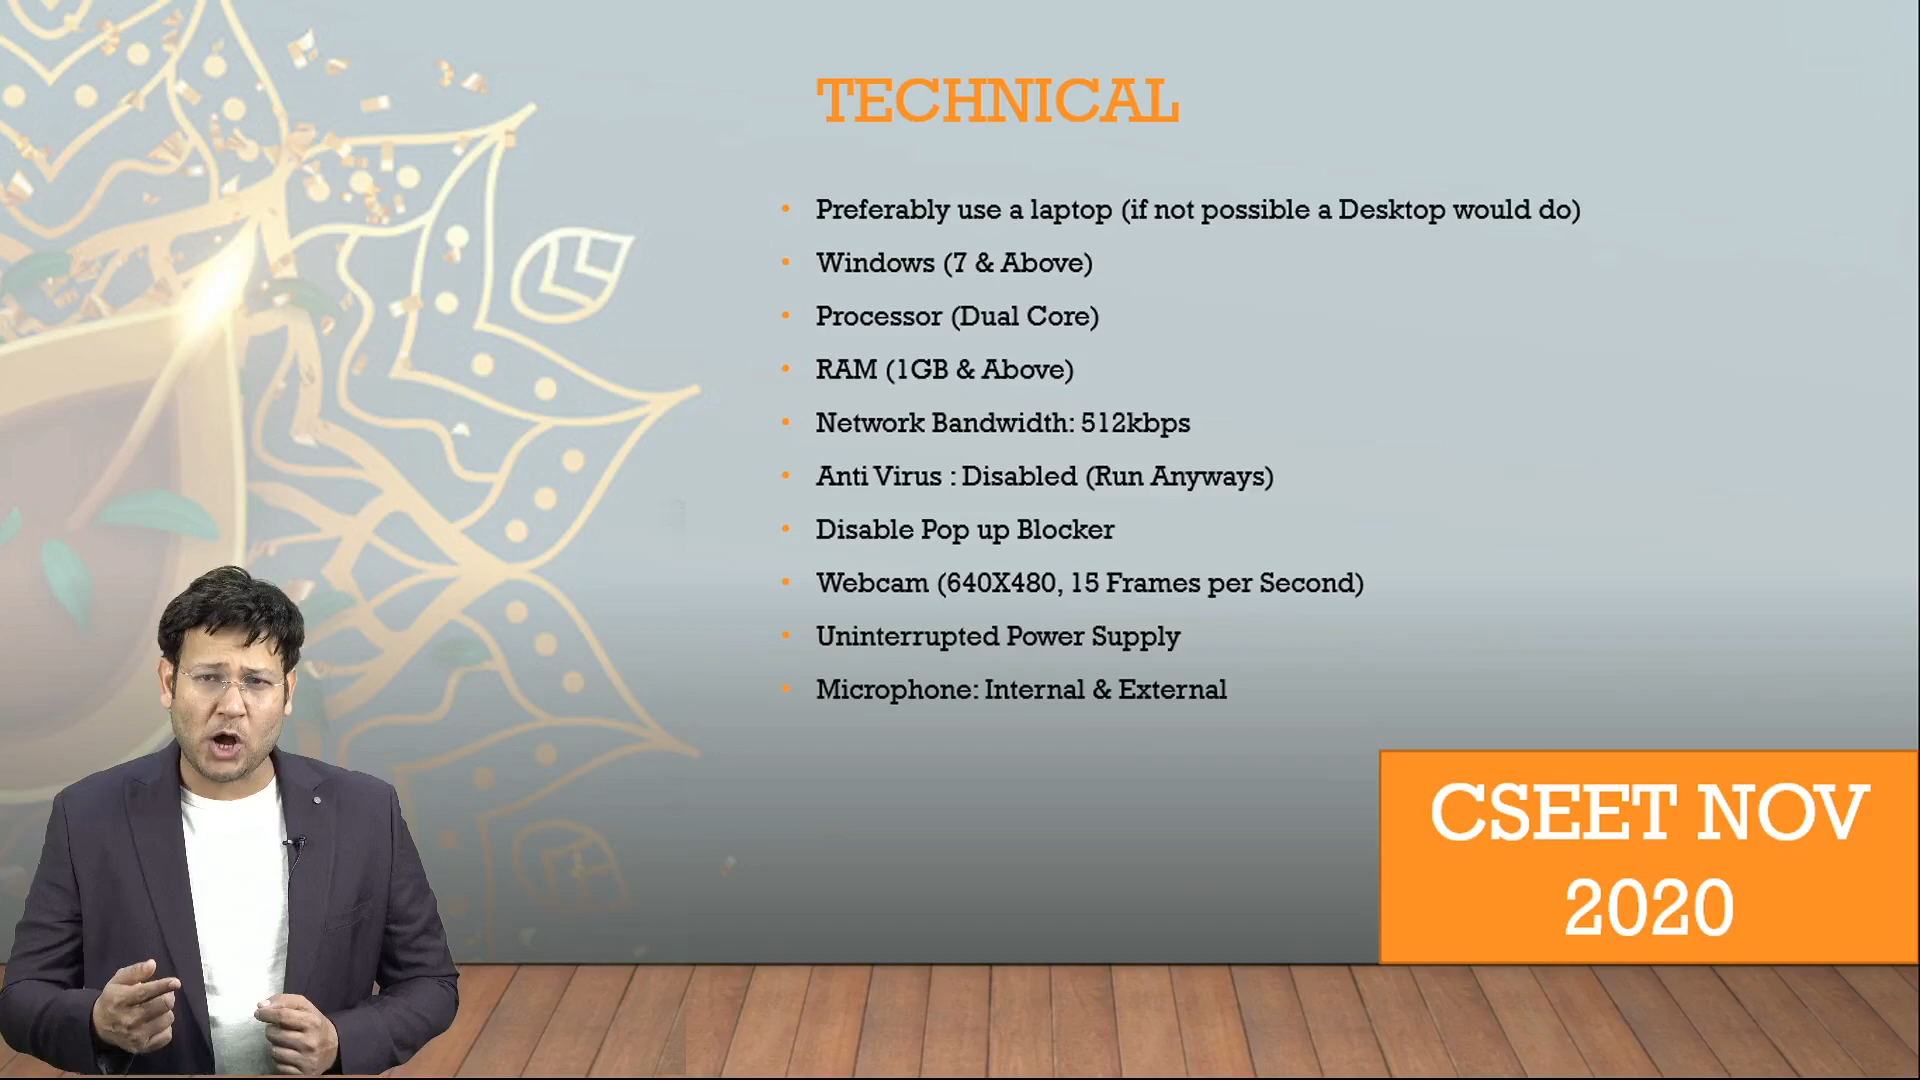 TECHNICAL
• Preferably use a laptop (if not possible a Desktop would do)
• Windows (7 & Above)
• Processor (Dual Core)
• RAM (1GB & Above)
• Network Bandwidth: 512kbps
• Anti Virus : Disabled (Run Anyways)
• Disable Pop up Blocker
• Webcam (640X480, 15 Frames per Second)
• Uninterrupted Power Supply
• Microphone: Internal & External
CSEET NOV
2020